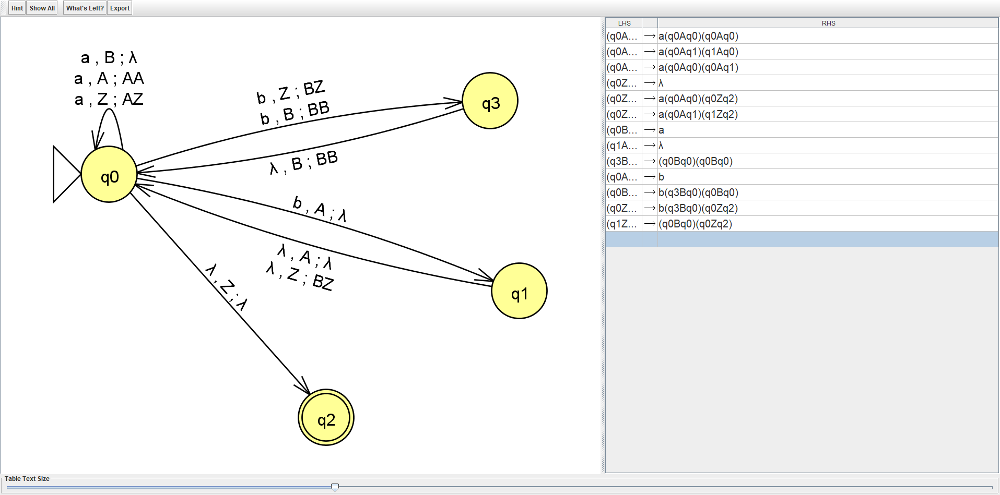 Hint Show All What's Left? Export
a , B ; λ
a , A ; AA
a , Z ; AZ
b , Z ; BZ
b , B ; BB
λ , B ; BB
b , A ; λ
λ , A ; λ
λ , Z ; BZ
λ , Z ; λ
q0
q3
q1
q2
LHS RHS
(q0A... → a(q0Aq0)(q0Aq0)
(q0A... → a(q0Aq1)(q1Aq0)
(q0A... → a(q0Aq0)(q0Aq1)
(q0Z... → λ
(q0Z... → a(q0Aq0)(q0Zq2)
(q0Z... → a(q0Aq1)(q1Zq2)
(q0B... → a
(q1A... → λ
(q3B... → (q0Bq0)(q0Bq0)
(q0A... → b
(q0B... → b(q3Bq0)(q0Bq0)
(q0Z... → b(q3Bq0)(q0Zq2)
(q1Z... → (q0Bq0)(q0Zq2)
Table Text Size